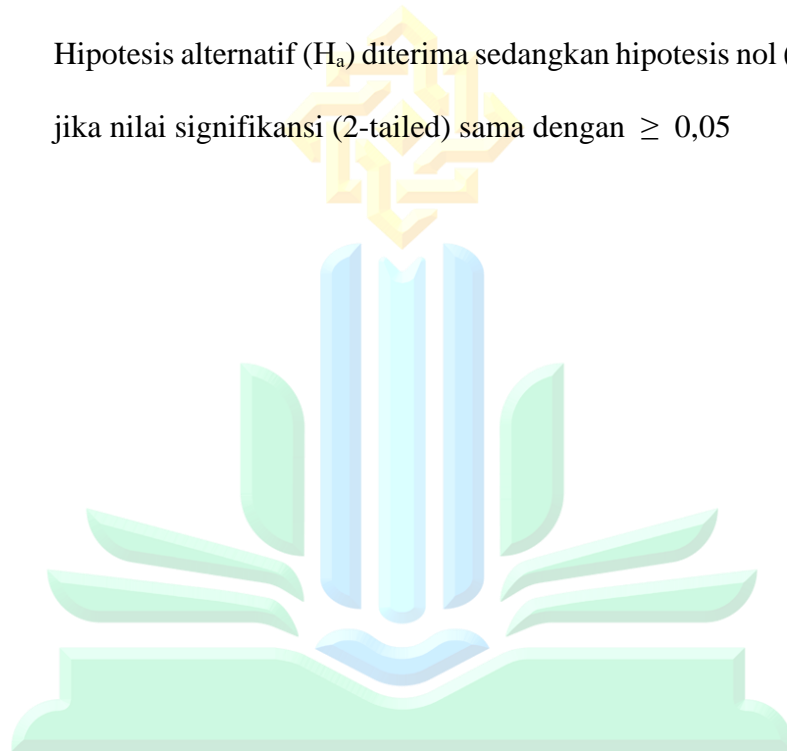 Hipotesis alternatif (Hₐ) diterima sedangkan hipotesis nol (
jika nilai signifikansi (2-tailed) sama dengan ≥ 0,05